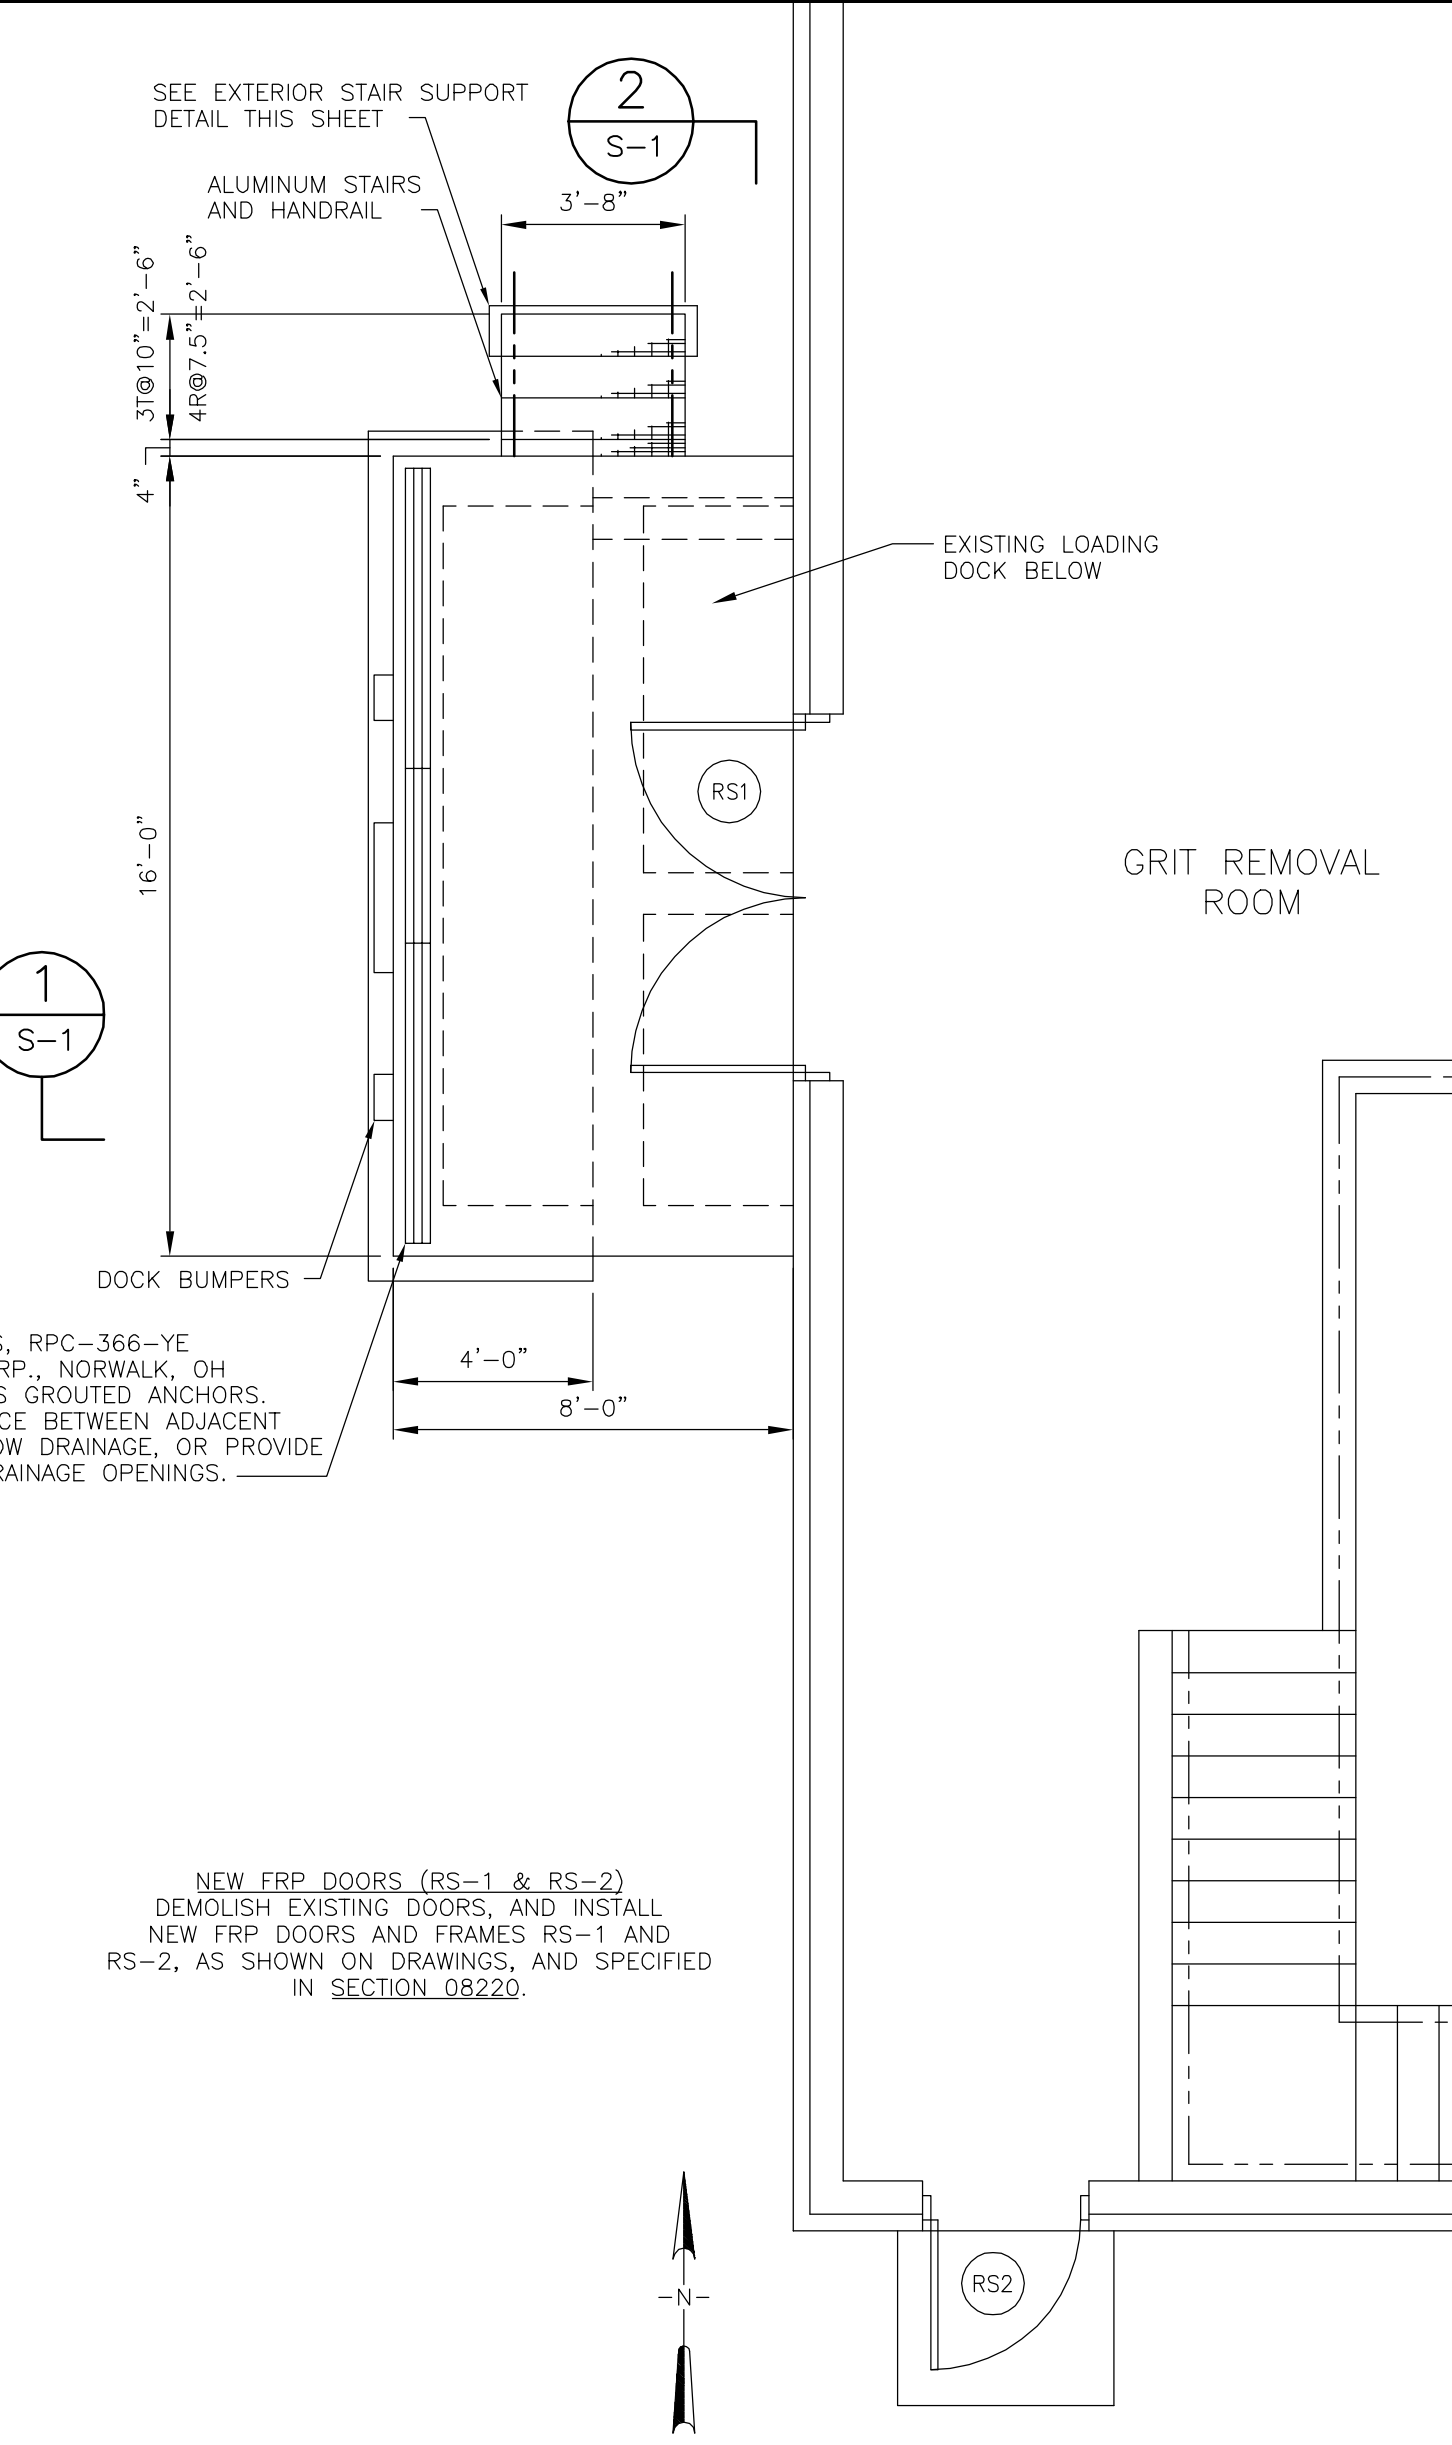 SEE EXTERIOR STAIR SUPPORT
DETAIL THIS SHEET
2
S-1
ALUMINUM STAIRS
AND HANDRAIL
3'-8"
3T@10"=2'-6"
4R@7.5"=2'-6"
4"
EXISTING LOADING
DOCK BELOW
RS1
16'-0"
GRIT REMOVAL
ROOM
1
S-1
DOCK BUMPERS
S, RPC-366-YE
RP., NORWALK, OH
S GROUTED ANCHORS.
CE BETWEEN ADJACENT
OW DRAINAGE, OR PROVIDE
RAINAGE OPENINGS.
4'-0"
8'-0"
NEW FRP DOORS (RS-1 & RS-2)
DEMOLISH EXISTING DOORS, AND INSTALL
NEW FRP DOORS AND FRAMES RS-1 AND
RS-2, AS SHOWN ON DRAWINGS, AND SPECIFIED
IN SECTION 08220.
-N-
RS2